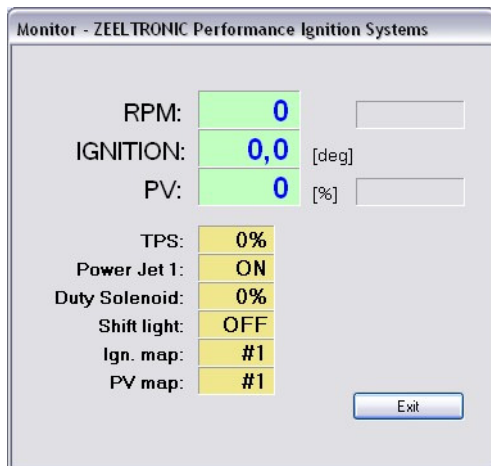 Monitor - ZEELTRONIC Performance Ignition Systems
RPM: 0
IGNITION: 0,0 [deg]
PV: 0 [%]
TPS: 0%
Power Jet 1: ON
Duty Solenoid: 0%
Shift light: OFF
Ign. map: #1
PV map: #1
Exit